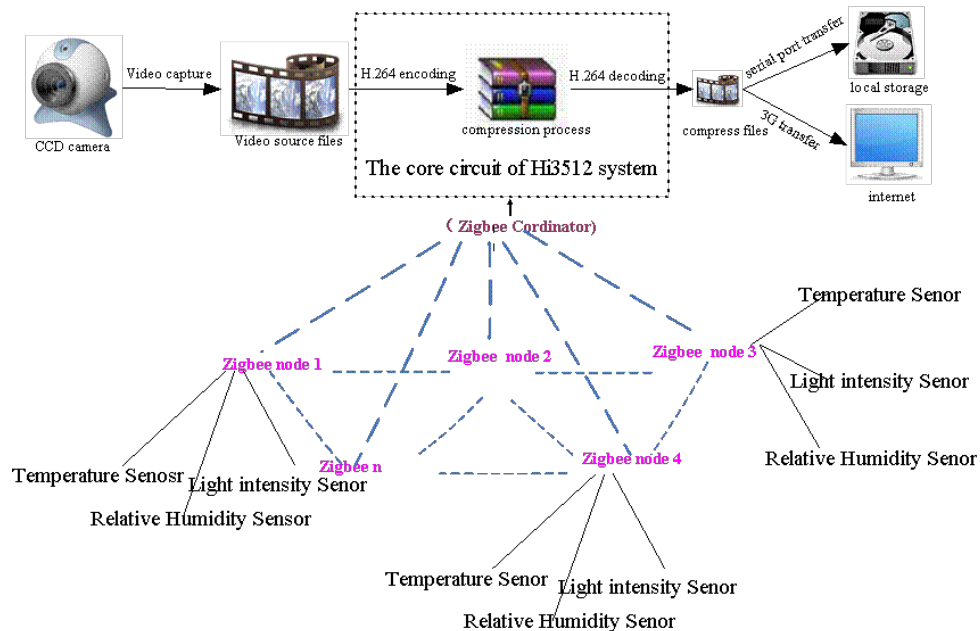 Video capture
H.264 encoding
H.264 decoding
serial port transfer
local storage
CCD camera
Video source files
compression process
compress files
3G transfer
internet
The core circuit of Hi3512 system
( Zigbee Cordinator)
Temperature Senor
Zigbee node 1
Zigbee node 2
Zigbee node 3
Light intensity Senor
Relative Humidity Senor
Zigbee n
Zigbee node 4
Temperature Senosr
Light intensity Senor
Relative Humidity Sensor
Temperature Senor
Light intensity Senor
Relative Humidity Senor